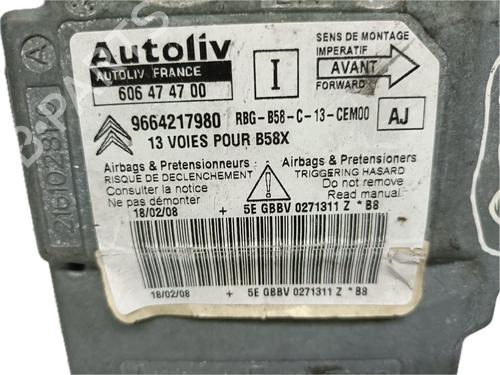 Autoliv
AUTOLIV FRANCE
606 47 47 00
I
SENS DE MONTAGE
IMPERATIF
AVANT
FORWARD
9664217980 RBG-B58-C-13-CEM00 AJ
13 VOIES POUR B58X
Airbags & Pretensionneurs
RISQUE DE DECLENCHEMENT
Consulter la notice
Ne pas démonter
Airbags & Pretensioners
TRIGGERING HAZARD
Do not remove
Read manual
18/02/08 + 5E GBBV 0271311 Z * B8
18/02/08 + 5E GBBV 0271311 Z * B8
A